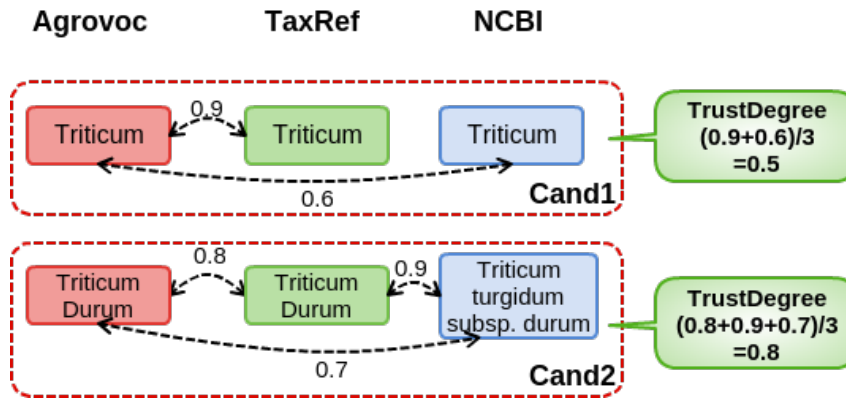 Agrovoc TaxRef NCBI
0.9
Triticum Triticum Triticum
0.6
Cand1
TrustDegree
(0.9+0.6)/3
=0.5
0.8 0.9
Triticum
Durum
Triticum
Durum
Triticum
turgidum
subsp. durum
0.7
Cand2
TrustDegree
(0.8+0.9+0.7)/3
=0.8